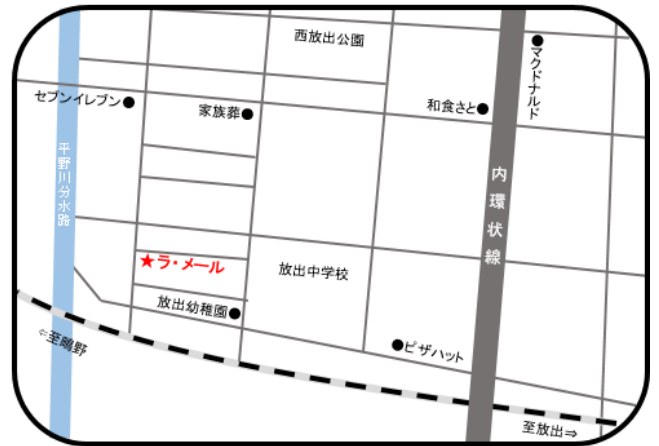 西放出公園
マクドナルド
セブンイレブン
家族葬
和食さと
平野川分水路
内環状線
★ラ・メール
放出中学校
放出幼稚園
ピザハット
⇐至鴫野
至放出⇒